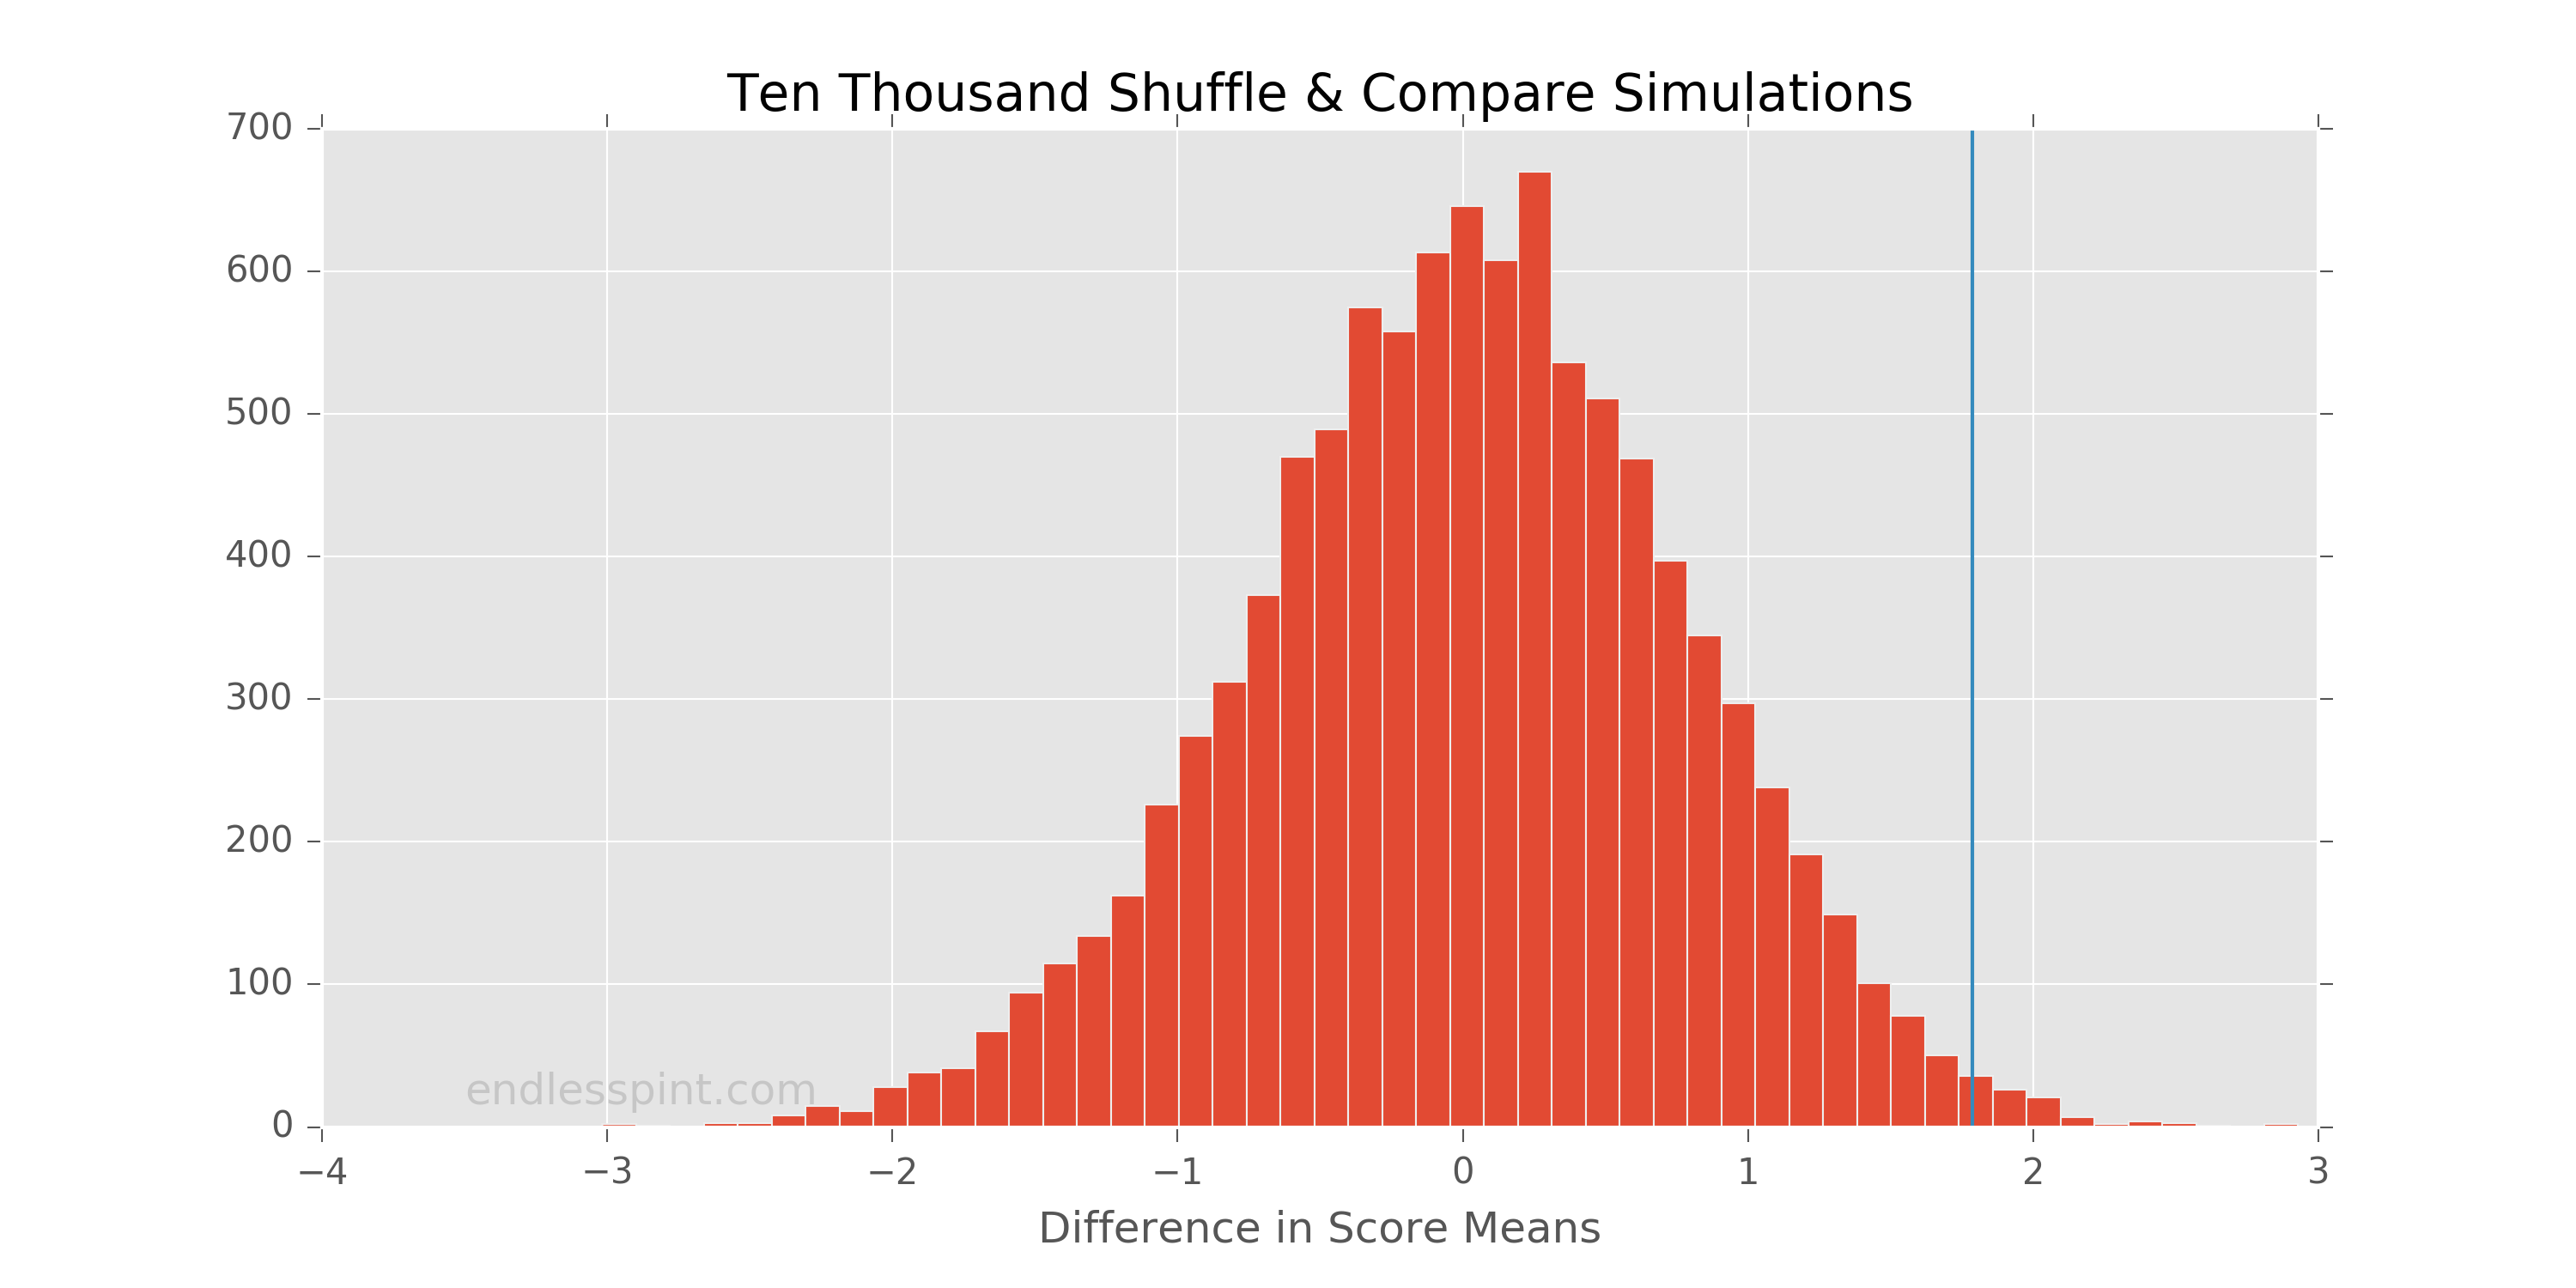 Ten Thousand Shuffle & Compare Simulations
700
600
500
400
300
200
100
0
endlesspint.com
−4 −3 −2 −1 0 1 2 3
Difference in Score Means